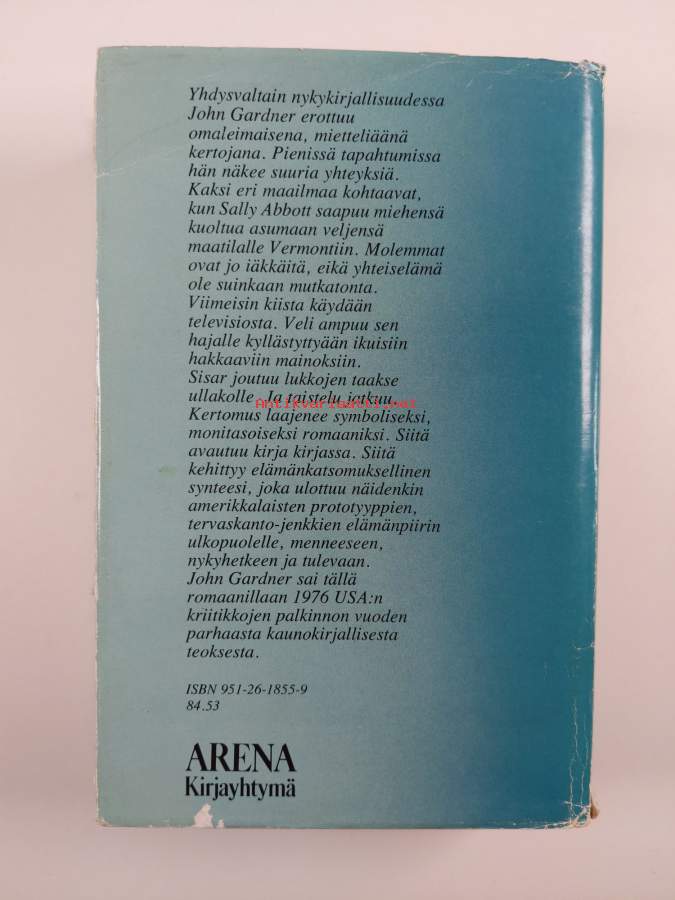 Yhdysvaltain nykykirjallisuudessa
John Gardner erottuu
omaleimaisena, mietteliäänä
kertojana. Pienissä tapahtumissa
hän näkee suuria yhteyksiä.
Kaksi eri maailmaa kohtaavat,
kun Sally Abbott saapuu miehensä
kuoltua asumaan veljensä
maatilalle Vermontiin. Molemmat
ovat jo iäkkäitä, eikä yhteiselämä
ole suinkaan mutkatonta.
Viimeisin kiista käydään
televisiosta. Veli ampuu sen
hajalle kyllästyttyään ikuisiin
hakkaaviin mainoksiin.
Sisar joutuu lukkojen taakse
ullakolle. Ja taistelu jatkuu.
Antikvariaatti.net
Kertomus laajenee symboliseksi,
monitasoiseksi romaaniksi. Siitä
avautuu kirja kirjassa. Siitä
kehittyy elämänkatsomuksellinen
synteesi, joka ulottuu näidenkin
amerikkalaisten prototyyppien,
tervaskanto-jenkkien elämänpiirin
ulkopuolelle, menneeseen,
nykyhetkeen ja tulevaan.
John Gardner sai tällä
romaanillaan 1976 USA:n
kriitikkojen palkinnon vuoden
parhaasta kaunokirjallisesta
teoksesta.
ISBN 951-26-1855-9
84.53
ARENA
Kirjayhtymä